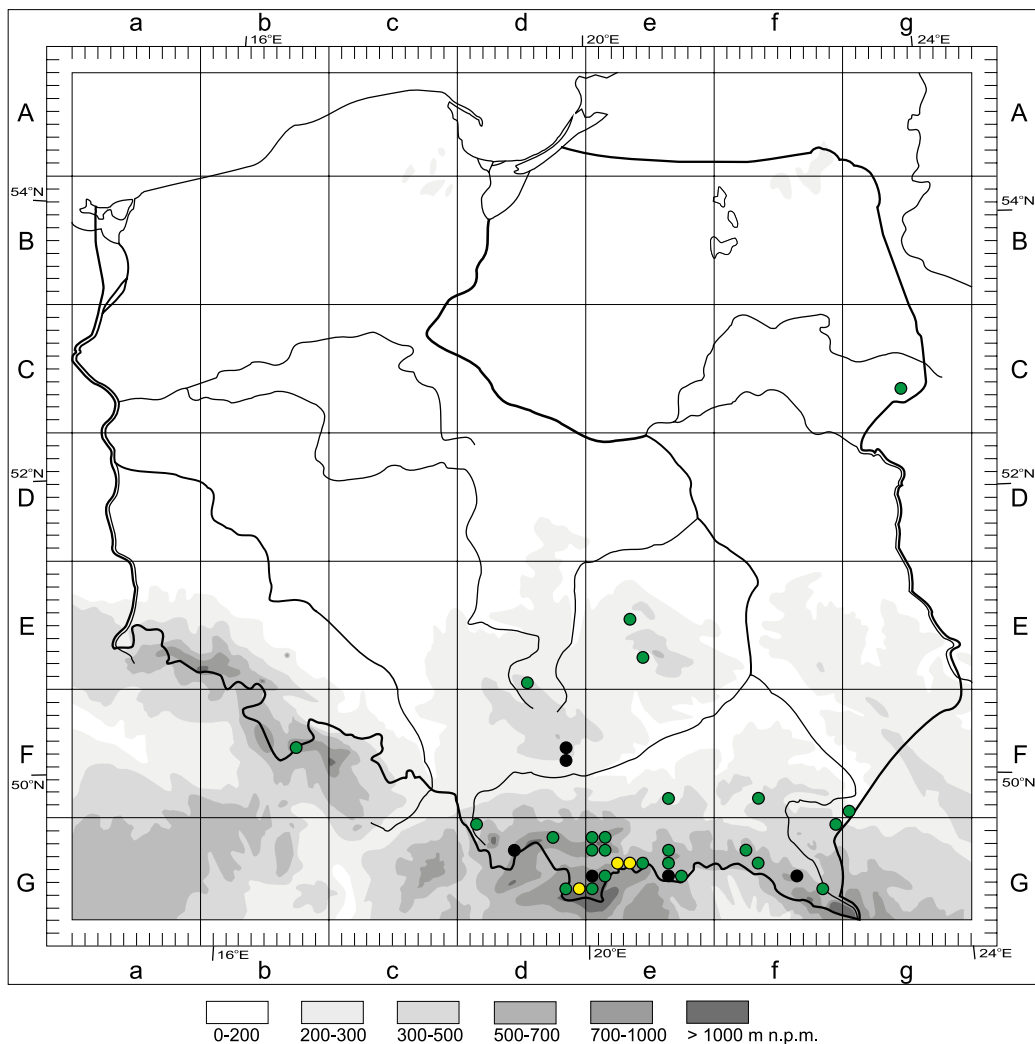 a b c d e f g
16°E 20°E 24°E
A A
54°N 54°N
B B
C C
52°N 52°N
D D
E E
F F
50°N 50°N
G G
16°E 20°E 24°E
a b c d e f g
0-200 200-300 300-500 500-700 700-1000 > 1000 m n.p.m.